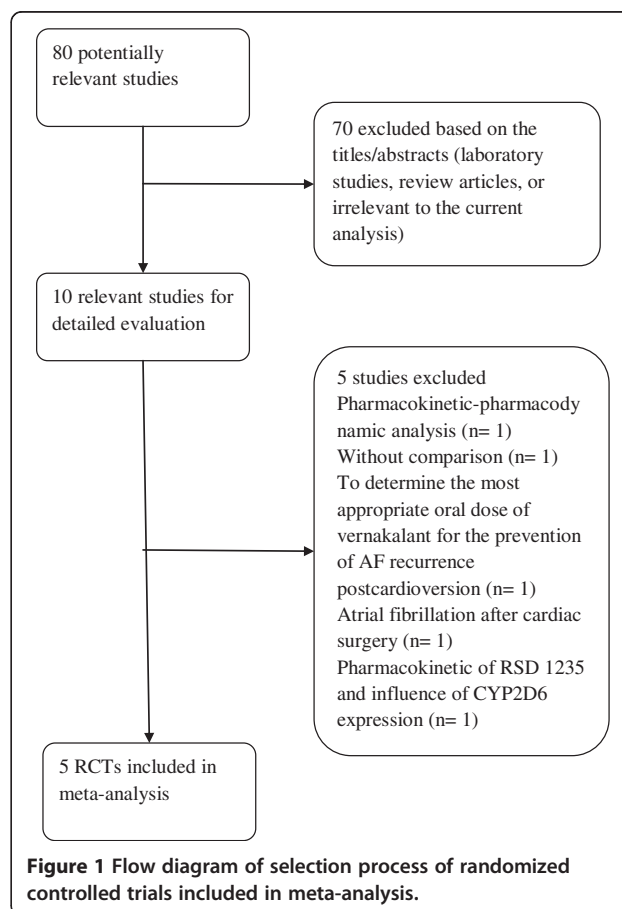 80 potentially
relevant studies
70 excluded based on the
titles/abstracts (laboratory
studies, review articles, or
irrelevant to the current
analysis)
10 relevant studies for
detailed evaluation
5 studies excluded
Pharmacokinetic-pharmacody
namic analysis (n= 1)
Without comparison (n= 1)
To determine the most
appropriate oral dose of
vernakalant for the prevention
of AF recurrence
postcardioversion (n= 1)
Atrial fibrillation after cardiac
surgery (n= 1)
Pharmacokinetic of RSD 1235
and influence of CYP2D6
expression (n= 1)
5 RCTs included in
meta-analysis
Figure 1 Flow diagram of selection process of randomized
controlled trials included in meta-analysis.